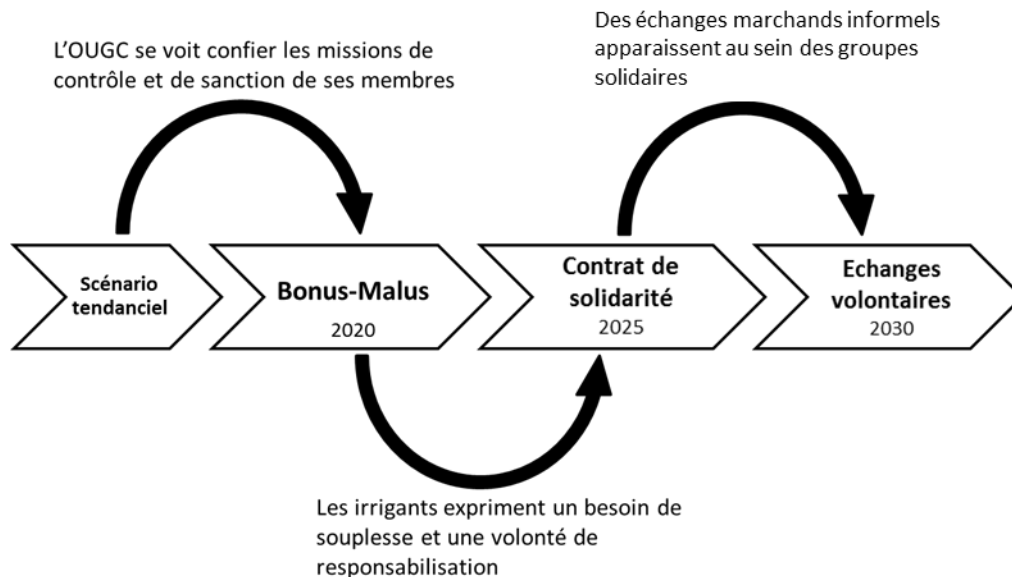 L’OUGC se voit confier les missions de
contrôle et de sanction de ses membres
Des échanges marchands informels
apparaissent au sein des groupes
solidaires
Scénario
tendanciel
Bonus-Malus
2020
Contrat de
solidarité
2025
Echanges
volontaires
2030
Les irrigants expriment un besoin de
souplesse et une volonté de
responsabilisation